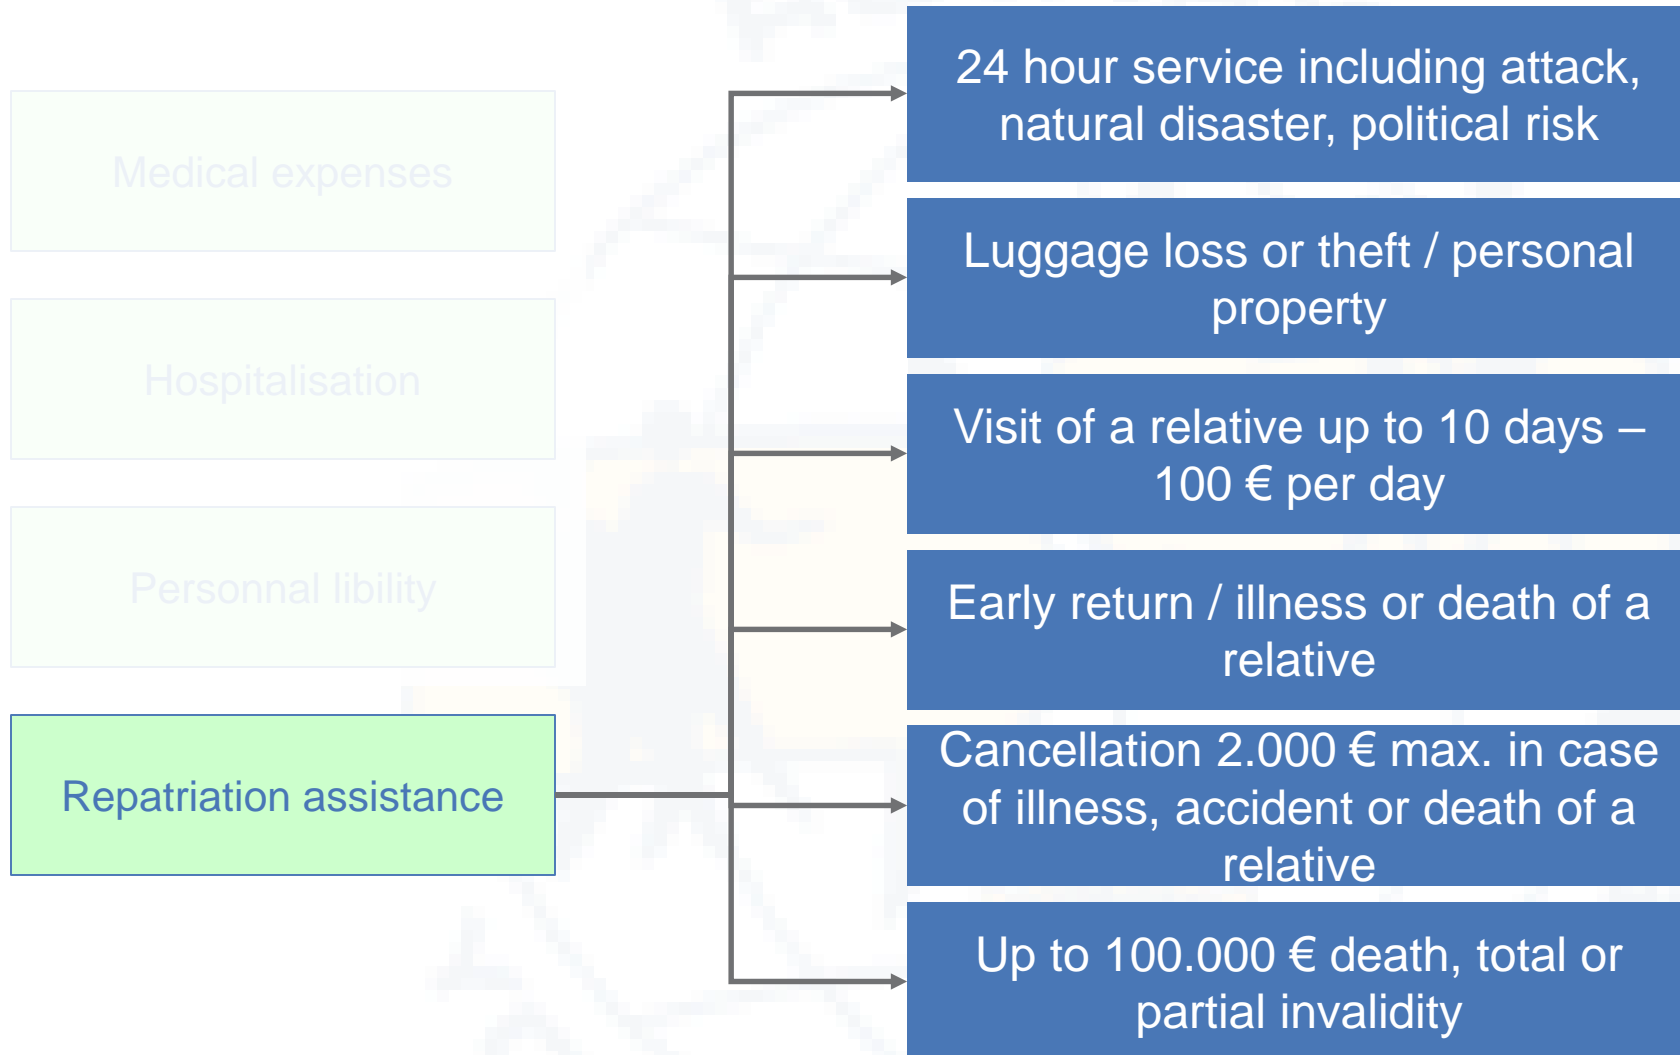 Medical expenses
Hospitalisation
Personnal libility
Repatriation assistance
24 hour service including attack,
natural disaster, political risk
Luggage loss or theft / personal
property
Visit of a relative up to 10 days –
100 € per day
Early return / illness or death of a
relative
Cancellation 2.000 € max. in case
of illness, accident or death of a
relative
Up to 100.000 € death, total or
partial invalidity